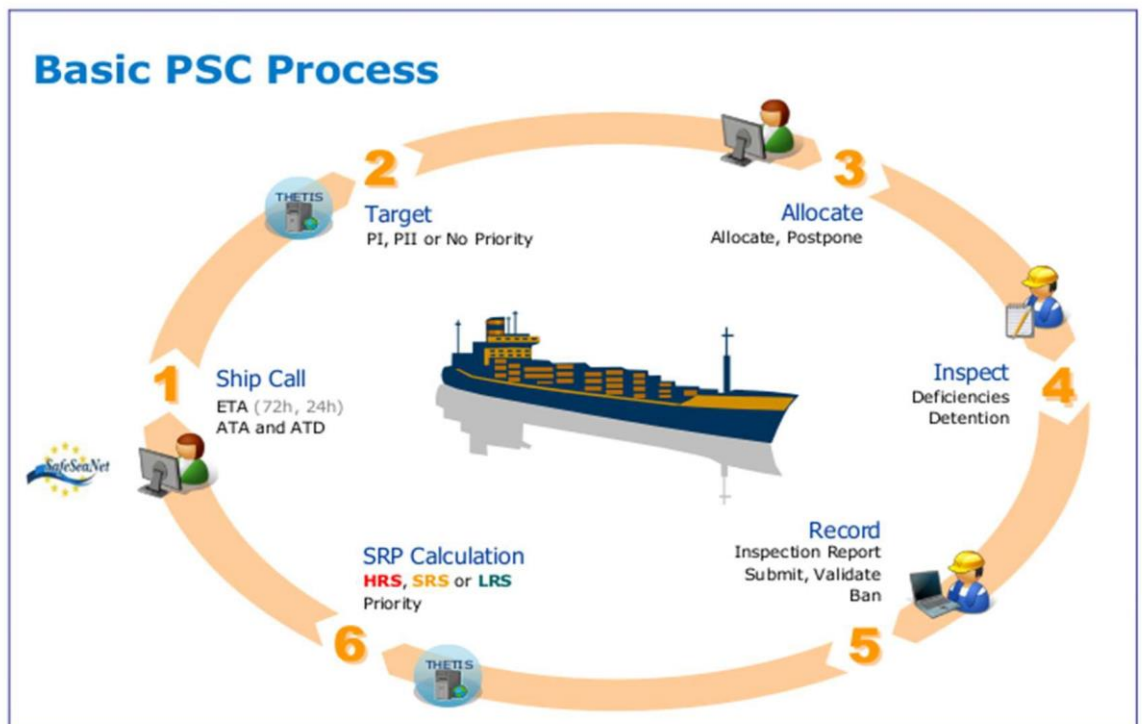 Basic PSC Process
1
Ship Call
ETA (72h, 24h)
ATA and ATD
SafeSeaNet
THETIS
2
Target
PI, PII or No Priority
3
Allocate
Allocate, Postpone
4
Inspect
Deficiencies
Detention
5
Record
Inspection Report
Submit, Validate
Ban
6
SRP Calculation
HRS, SRS or LRS
Priority
THETIS